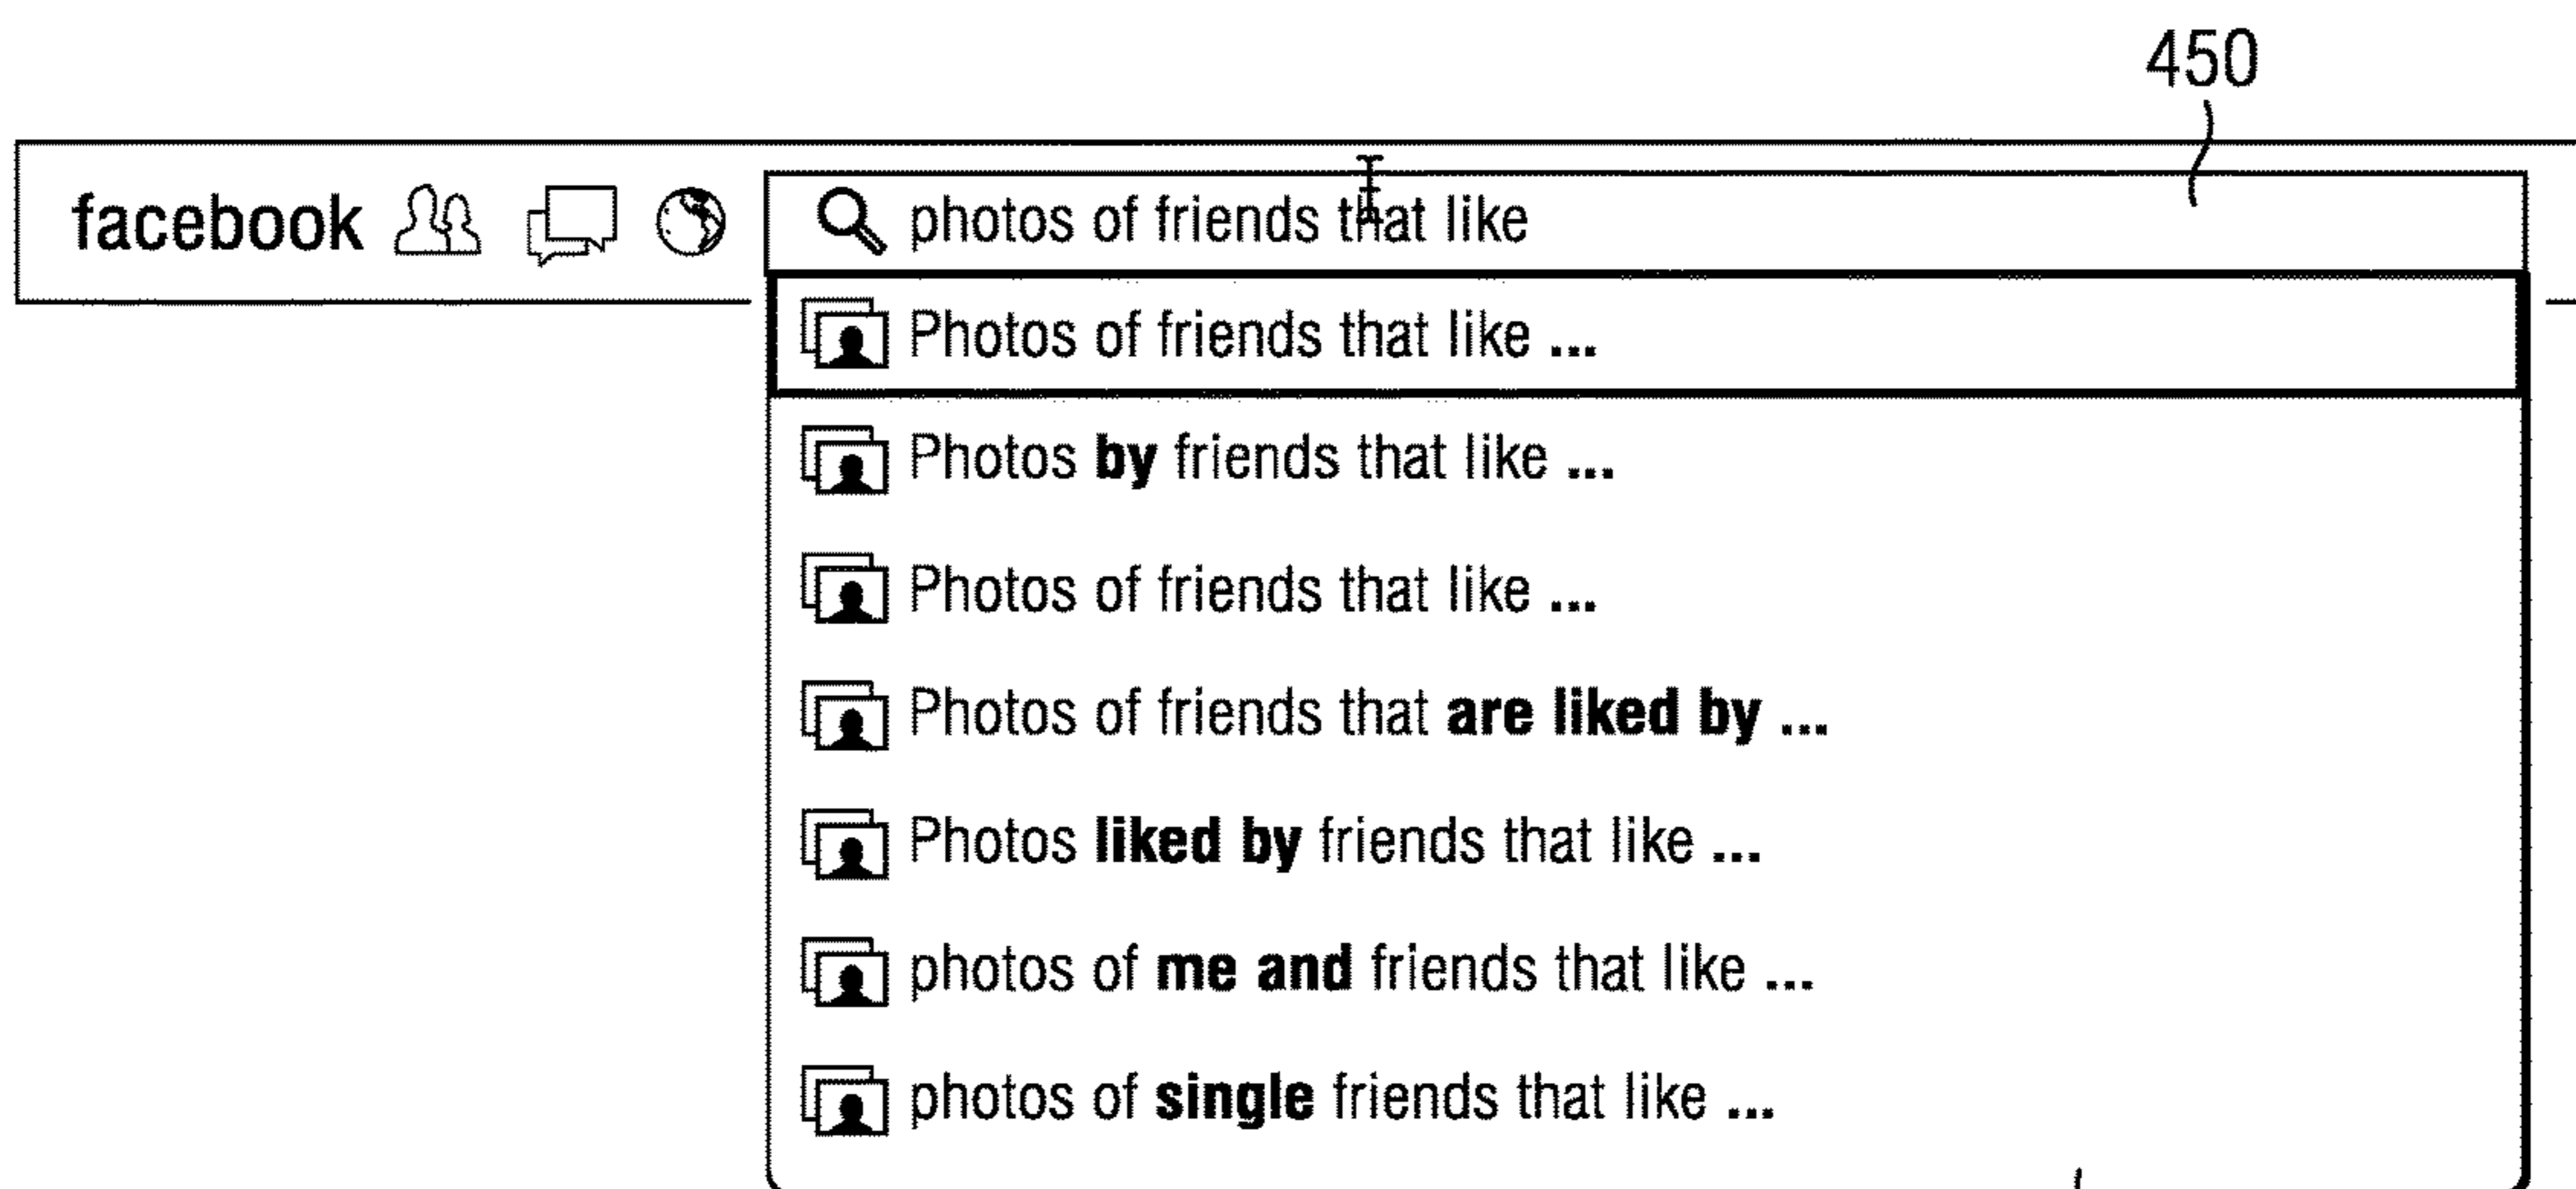 450
facebook photos of friends that like
Photos of friends that like ...
Photos by friends that like ...
Photos of friends that like ...
Photos of friends that are liked by ...
Photos liked by friends that like ...
photos of me and friends that like ...
photos of single friends that like ...